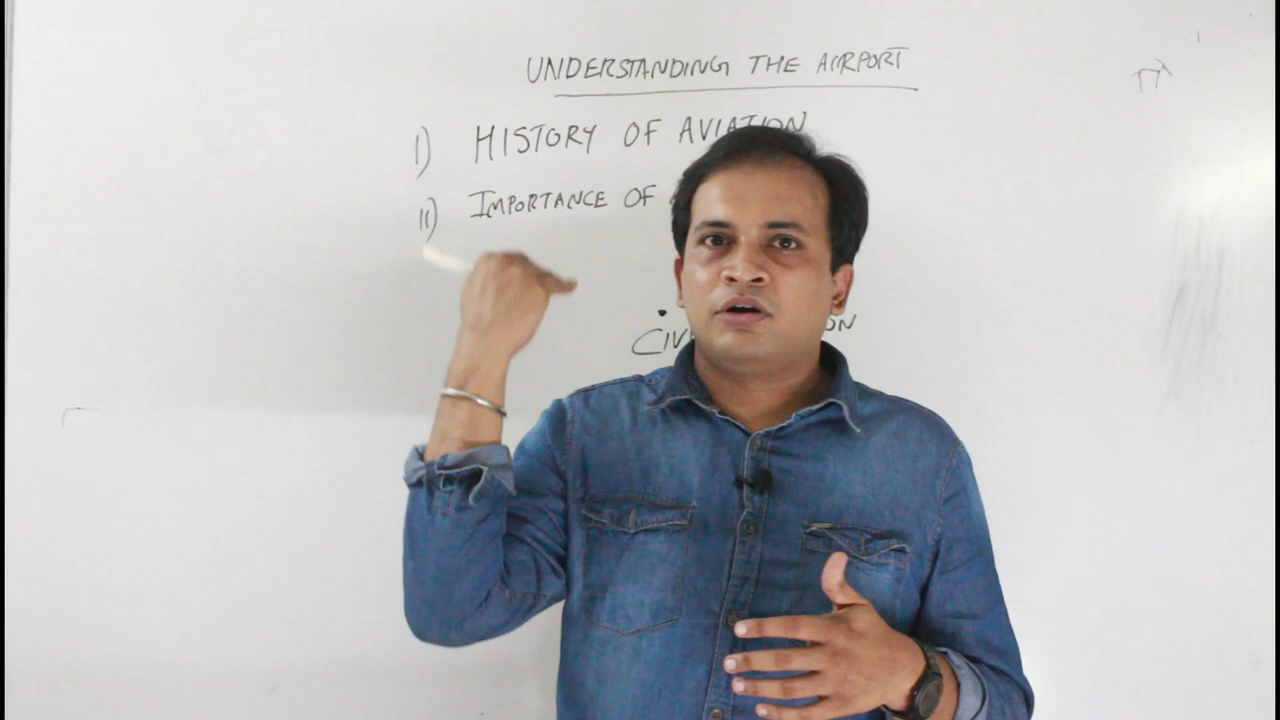 UNDERSTANDING THE AIRPORT
I) HISTORY OF AVIATION
II) IMPORTANCE OF